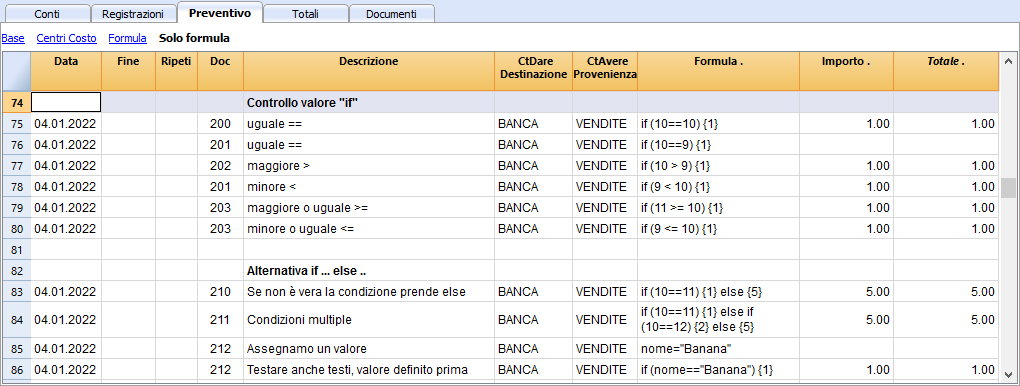 Conti Registrazioni Preventivo Totali Documenti
Base Centri Costo Formula Solo formula
Data Fine Ripeti Doc Descrizione CtDare CtAvere Formula . Importo . Totale .
Destinazione Provenienza
74 Controllo valore "if"
75 04.01.2022 200 uguale == BANCA VENDITE if (10==10) {1} 1.00 1.00
76 04.01.2022 201 uguale == BANCA VENDITE if (10==9) {1}
77 04.01.2022 202 maggiore > BANCA VENDITE if (10 > 9) {1} 1.00 1.00
78 04.01.2022 201 minore < BANCA VENDITE if (9 < 10) {1} 1.00 1.00
79 04.01.2022 203 maggiore o uguale >= BANCA VENDITE if (11 >= 10) {1} 1.00 1.00
80 04.01.2022 203 minore o uguale <= BANCA VENDITE if (9 <= 10) {1} 1.00 1.00
81
82 Alternativa if ... else ..
83 04.01.2022 210 Se non è vera la condizione prende else BANCA VENDITE if (10==11) {1} else {5} 5.00 5.00
84 04.01.2022 211 Condizioni multiple BANCA VENDITE if (10==11) {1} else if 5.00 5.00
(10==12) {2} else {5}
85 04.01.2022 212 Assegnamo un valore BANCA VENDITE nome="Banana"
86 04.01.2022 212 Testare anche testi, valore definito prima BANCA VENDITE if (nome=="Banana") {1} 1.00 1.00